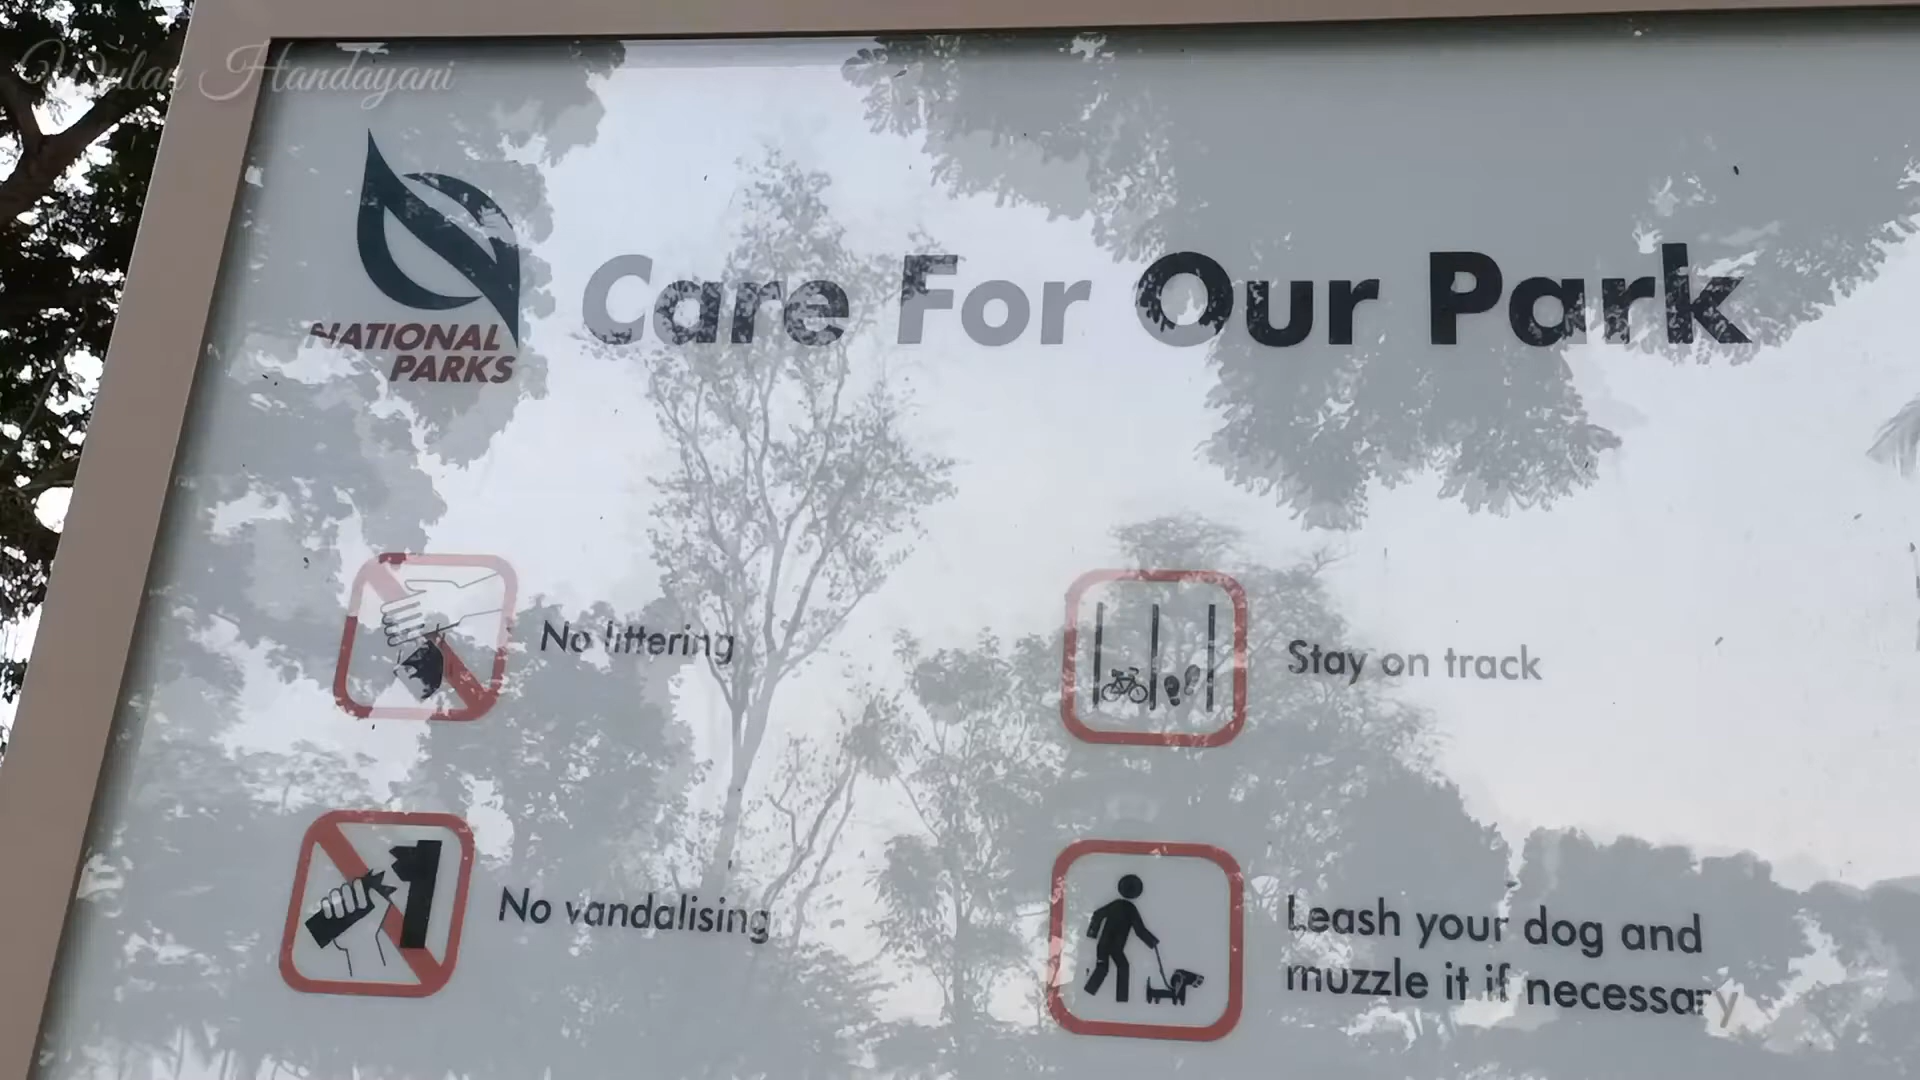 Wulan Handayani
NATIONAL
PARKS
Care For Our Park
No littering
Stay on track
No vandalising
Leash your dog and
muzzle it if necessary